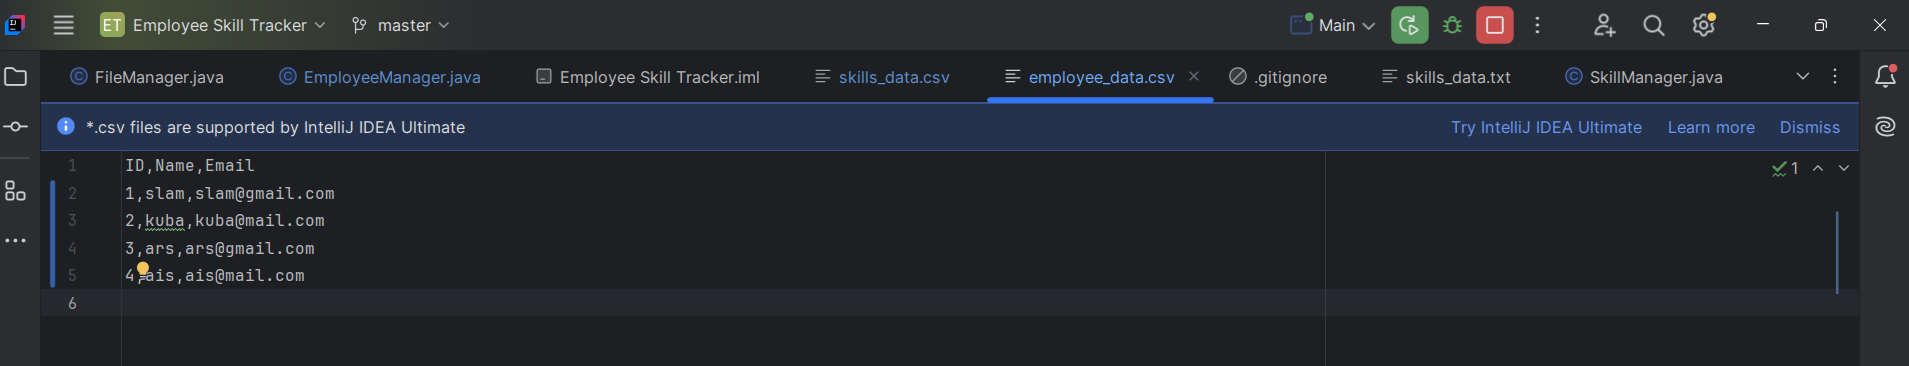 ET Employee Skill Tracker master Main
FileManager.java EmployeeManager.java Employee Skill Tracker.iml skills_data.csv employee_data.csv .gitignore skills_data.txt SkillManager.java
*.csv files are supported by IntelliJ IDEA Ultimate Try IntelliJ IDEA Ultimate Learn more Dismiss
1 ID,Name,Email 1
2 1,slam,slam@gmail.com
3 2,kuba,kuba@mail.com
4 3,ars,ars@gmail.com
5 4,ais,ais@mail.com
6